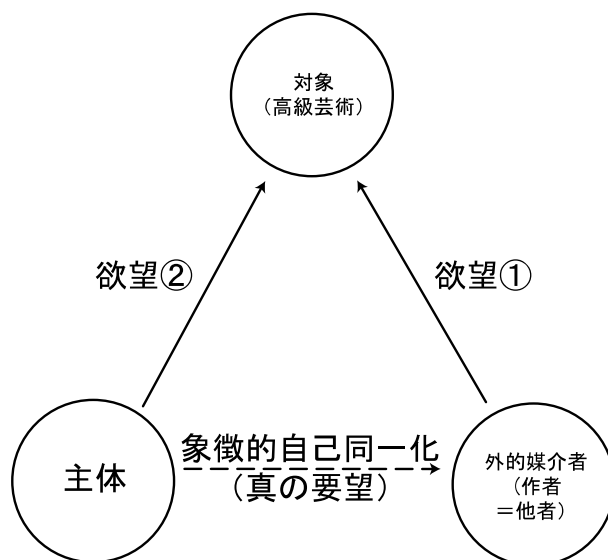 対象
（高級芸術）
欲望②
欲望①
象徴的自己同一化
（真の要望）
主体
外的媒介者
（作者
＝他者）